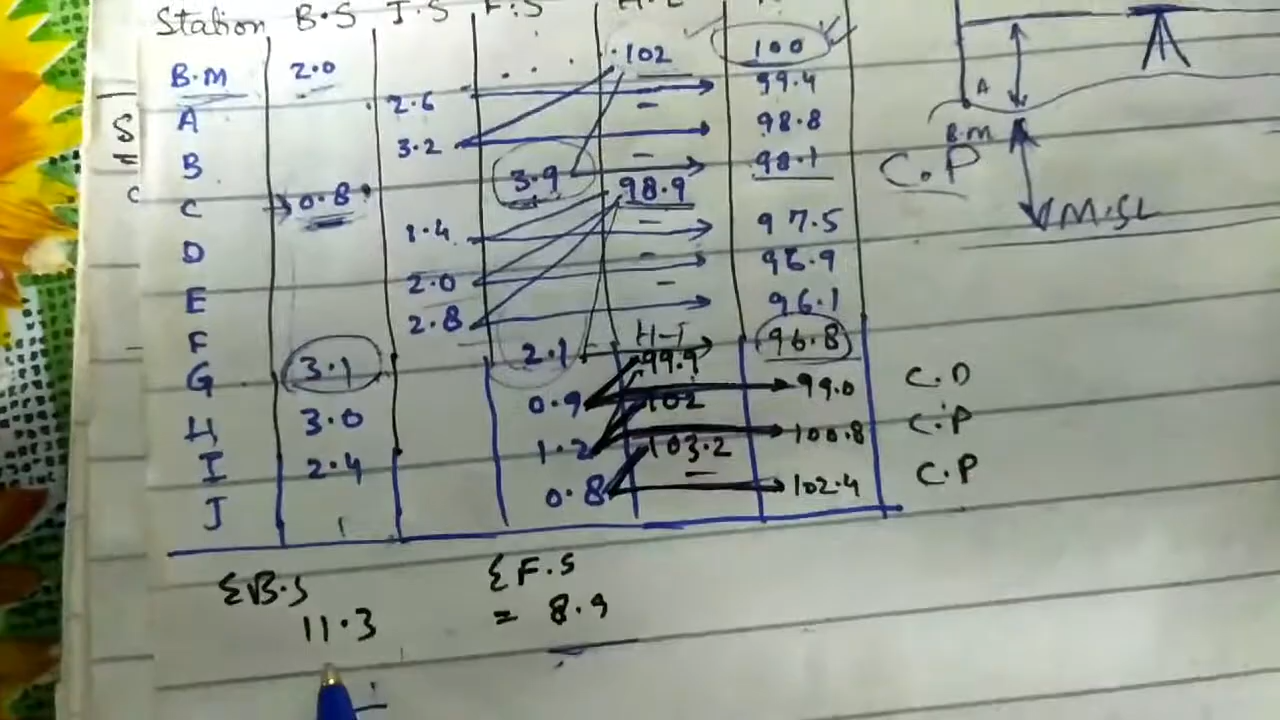 Station B.S I.S F.S H.I
B.M 2.0 102 100
A 2.6 - 99.4
B 3.2 - 98.8
C 0.8 3.9 98.9 98.1
D 1.4 - 97.5
E 2.0 - 96.9
F 2.8 - 96.1
G 3.1 2.1 H-I 99.9 96.8
H 3.0 0.9 102 99.0 C.D
I 2.4 1.2 103.2 100.8 C.P
J 0.8 - 102.4 C.P
ΣB.S ΣF.S
11.3 = 8.9
A
B.M
C.P
M.SL
S
C